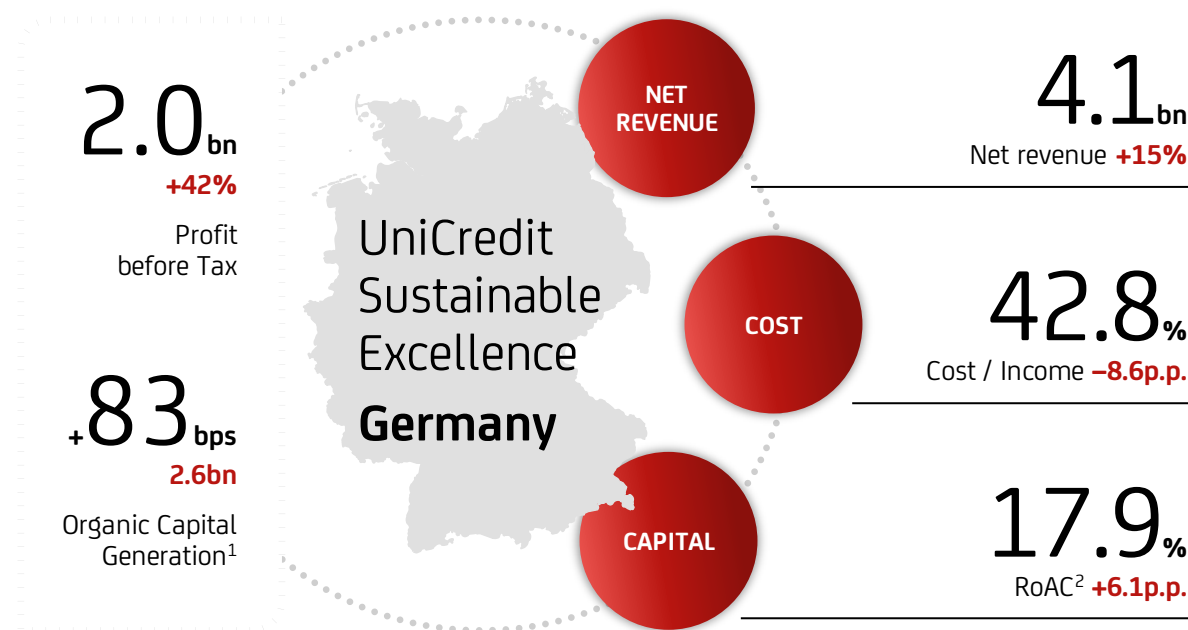 2.0bn
+42%
Profit
before Tax
+83bps
2.6bn
Organic Capital
Generation¹
UniCredit
Sustainable
Excellence
Germany
NET
REVENUE
COST
CAPITAL
4.1bn
Net revenue +15%
42.8%
Cost / Income –8.6p.p.
17.9%
RoAC² +6.1p.p.